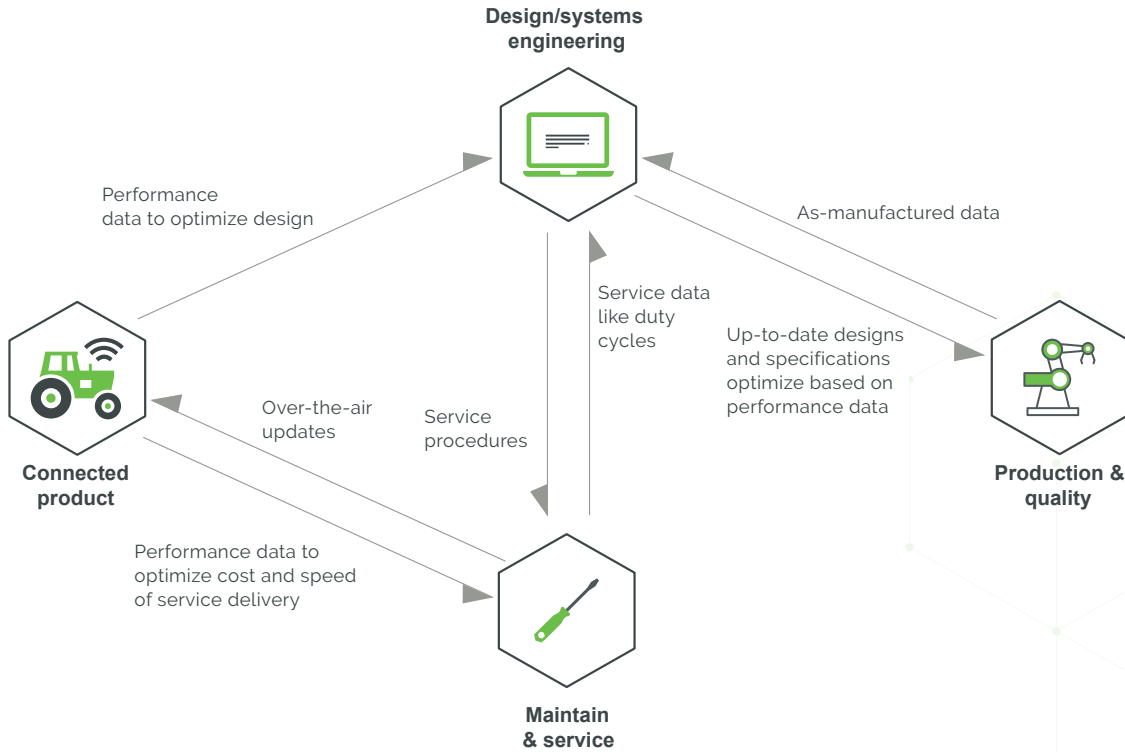 Design/systems
engineering
Performance
data to optimize design
As-manufactured data
Service data
like duty
cycles
Up-to-date designs
and specifications
optimize based on
performance data
Over-the-air
updates
Service
procedures
Connected
product
Production &
quality
Performance data to
optimize cost and speed
of service delivery
Maintain
& service